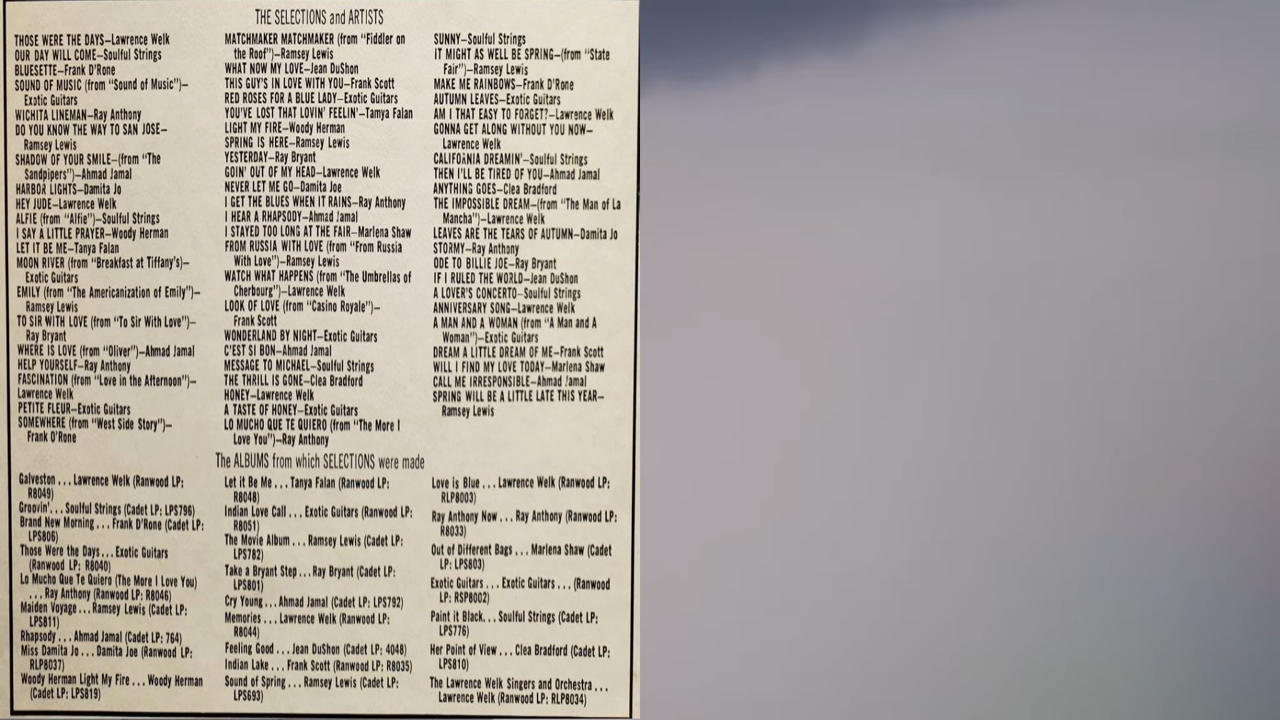 THE SELECTIONS and ARTISTS
THOSE WERE THE DAYS—Lawrence Welk
OUR DAY WILL COME—Soulful Strings
BLUESETTE—Frank D'Rone
SOUND OF MUSIC (from "Sound of Music")—
Exotic Guitars
WICHITA LINEMAN—Ray Anthony
DO YOU KNOW THE WAY TO SAN JOSE—
Ramsey Lewis
SHADOW OF YOUR SMILE—(from "The
Sandpipers")—Ahmad Jamal
HARBOR LIGHTS—Damita Jo
HEY JUDE—Lawrence Welk
ALFIE (from "Alfie")—Soulful Strings
I SAY A LITTLE PRAYER—Woody Herman
LET IT BE ME—Tanya Falan
MOON RIVER (from "Breakfast at Tiffany's)—
Exotic Guitars
EMILY (from "The Americanization of Emily")—
Ramsey Lewis
TO SIR WITH LOVE (from "To Sir With Love")—
Ray Bryant
WHERE IS LOVE (from "Oliver")—Ahmad Jamal
HELP YOURSELF—Ray Anthony
FASCINATION (from "Love in the Afternoon")—
Lawrence Welk
PETITE FLEUR—Exotic Guitars
SOMEWHERE (from "West Side Story")—
Frank O'Rone
MATCHMAKER MATCHMAKER (from "Fiddler on
the Roof")—Ramsey Lewis
WHAT NOW MY LOVE—Jean DuShon
THIS GUY'S IN LOVE WITH YOU—Frank Scott
RED ROSES FOR A BLUE LADY—Exotic Guitars
YOU'VE LOST THAT LOVIN' FEELIN'—Tamya Falan
LIGHT MY FIRE—Woody Herman
SPRING IS HERE—Ramsey Lewis
YESTERDAY—Ray Bryant
GOIN' OUT OF MY HEAD—Lawrence Welk
NEVER LET ME GO—Damita Joe
I GET THE BLUES WHEN IT RAINS—Ray Anthony
I HEAR A RHAPSODY—Ahmad Jamal
I STAYED TOO LONG AT THE FAIR—Marlena Shaw
FROM RUSSIA WITH LOVE (from "From Russia
With Love")—Ramsey Lewis
WATCH WHAT HAPPENS (from "The Umbrellas of
Cherbourg")—Lawrence Welk
LOOK OF LOVE (from "Casino Royale")—
Frank Scott
WONDERLAND BY NIGHT—Exotic Guitars
C'EST SI BON—Ahmad Jamal
MESSAGE TO MICHAEL—Soulful Strings
THE THRILL IS GONE—Clea Bradford
HONEY—Lawrence Welk
A TASTE OF HONEY—Exotic Guitars
LO MUCHO QUE TE QUIERO (from "The More I
Love You")—Ray Anthony
SUNNY—Soulful Strings
IT MIGHT AS WELL BE SPRING—(from "State
Fair")—Ramsey Lewis
MAKE ME RAINBOWS—Frank D'Rone
AUTUMN LEAVES—Exotic Guitars
AM I THAT EASY TO FORGET?—Lawrence Welk
GONNA GET ALONG WITHOUT YOU NOW—
Lawrence Welk
CALIFORNIA DREAMIN'—Soulful Strings
THEN I'LL BE TIRED OF YOU—Ahmad Jamal
ANYTHING GOES—Clea Bradford
THE IMPOSSIBLE DREAM—(from "The Man of La
Mancha")—Lawrence Welk
LEAVES ARE THE TEARS OF AUTUMN—Damita Jo
STORMY—Ray Anthony
ODE TO BILLIE JOE—Ray Bryant
IF I RULED THE WORLD—Jean DuShon
A LOVER'S CONCERTO—Soulful Strings
ANNIVERSARY SONG—Lawrence Welk
A MAN AND A WOMAN (from "A Man and A
Woman")—Exotic Guitars
DREAM A LITTLE DREAM OF ME—Frank Scott
WILL I FIND MY LOVE TODAY—Marlena Shaw
CALL ME IRRESPONSIBLE—Ahmad Jamal
SPRING WILL BE A LITTLE LATE THIS YEAR—
Ramsey Lewis
The ALBUMS from which SELECTIONS were made
Galveston . . . Lawrence Welk (Ranwood LP:
R8049)
Groovin'. . . Soulful Strings (Cadet LP: LPS796)
Brand New Morning . . . Frank D'Rone (Cadet LP:
LPS806)
Those Were the Days . . . Exotic Guitars
(Ranwood LP: R8040)
Lo Mucho Que Te Quiero (The More I Love You)
. . . Ray Anthony (Ranwood LP: R8046)
Maiden Voyage . . . Ramsey Lewis (Cadet LP:
LPS811)
Rhapsody . . . Ahmad Jamal (Cadet LP: 764)
Miss Damita Jo . . . Damita Joe (Ranwood LP:
RLP8037)
Woody Herman Light My Fire . . . Woody Herman
(Cadet LP: LPS819)
Let it Be Me . . . Tanya Falan (Ranwood LP:
R8048)
Indian Love Call . . . Exotic Guitars (Ranwood LP:
R8051)
The Movie Album . . . Ramsey Lewis (Cadet LP:
LPS782)
Take a Bryant Step . . . Ray Bryant (Cadet LP:
LPS801)
Cry Young . . . Ahmad Jamal (Cadet LP: LPS792)
Memories . . . Lawrence Welk (Ranwood LP:
R8044)
Feeling Good . . . Jean DuShon (Cadet LP: 4048)
Indian Lake . . . Frank Scott (Ranwood LP: R8035)
Sound of Spring . . . Ramsey Lewis (Cadet LP:
LPS693)
Love is Blue . . . Lawrence Welk (Ranwood LP:
RLP8003)
Ray Anthony Now . . . Ray Anthony (Ranwood LP:
R8033)
Out of Different Bags . . . Marlena Shaw (Cadet
LP: LPS803)
Exotic Guitars . . . Exotic Guitars . . . (Ranwood
LP: RSP8002)
Paint it Black. . . Soulful Strings (Cadet LP:
LPS776)
Her Point of View . . . Clea Bradford (Cadet LP:
LPS810)
The Lawrence Welk Singers and Orchestra . . .
Lawrence Welk (Ranwood LP: RLP8034)